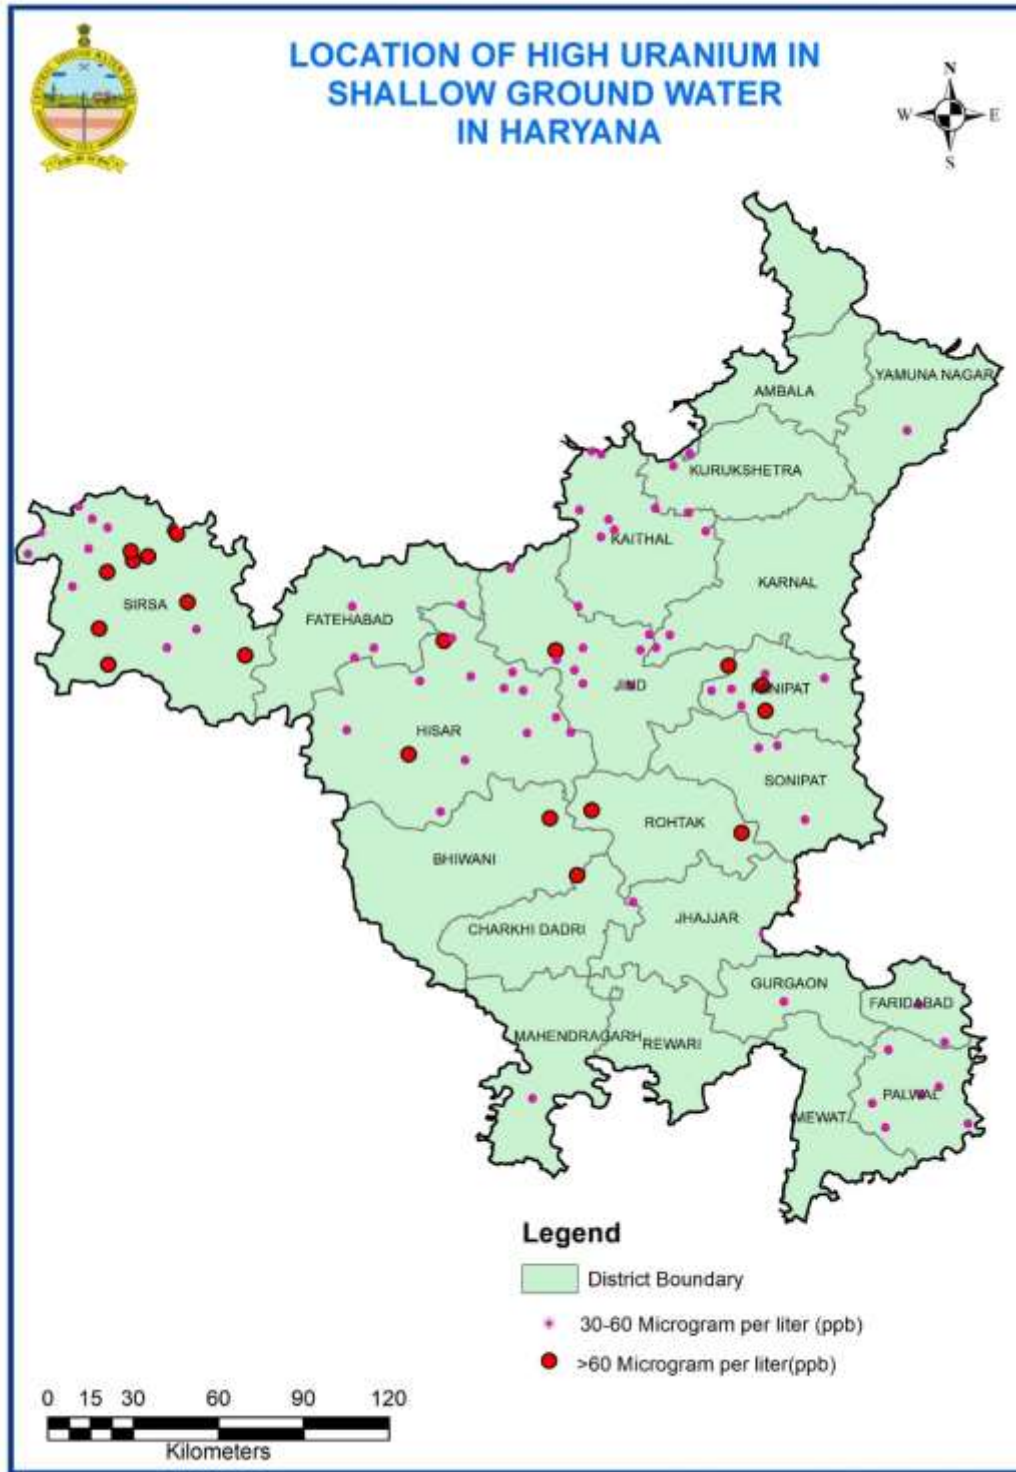 LOCATION OF HIGH URANIUM IN
SHALLOW GROUND WATER
IN HARYANA
N
W E
S
YAMUNA NAGAR
AMBALA
KURUKSHETRA
KAITHAL
KARNAL
SIRSA
FATEHABAD
JIND
PANIPAT
HISAR
SONIPAT
ROHTAK
BHIWANI
CHARKHI DADRI
JHAJJAR
GURGAON
FARIDABAD
MAHENDRAGARH
REWARI
PALWAL
MEWAT
Legend
District Boundary
30-60 Microgram per liter (ppb)
>60 Microgram per liter(ppb)
0 15 30 60 90 120
Kilometers